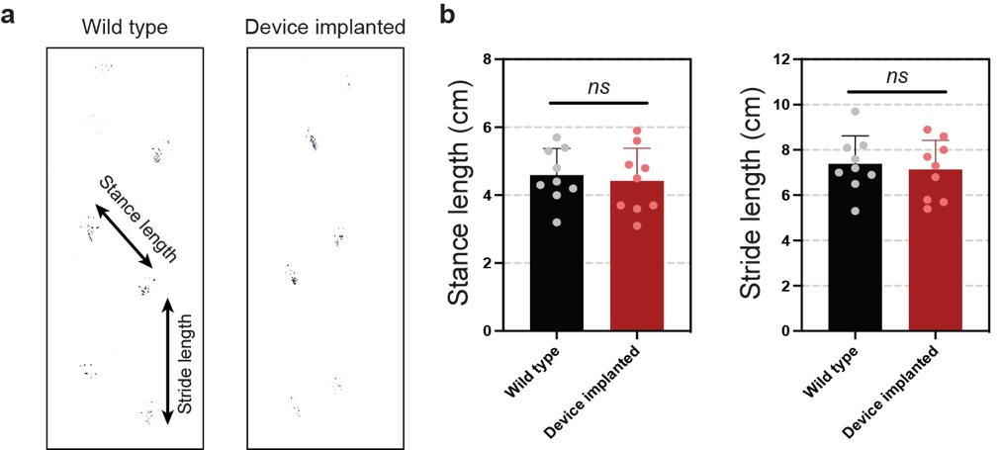 a
Wild type
Device implanted
Stance length
Stride length
b
Stance length (cm)
8
6
4
2
0
ns
Wild type
Device implanted
Stride length (cm)
12
10
8
6
4
2
0
ns
Wild type
Device implanted